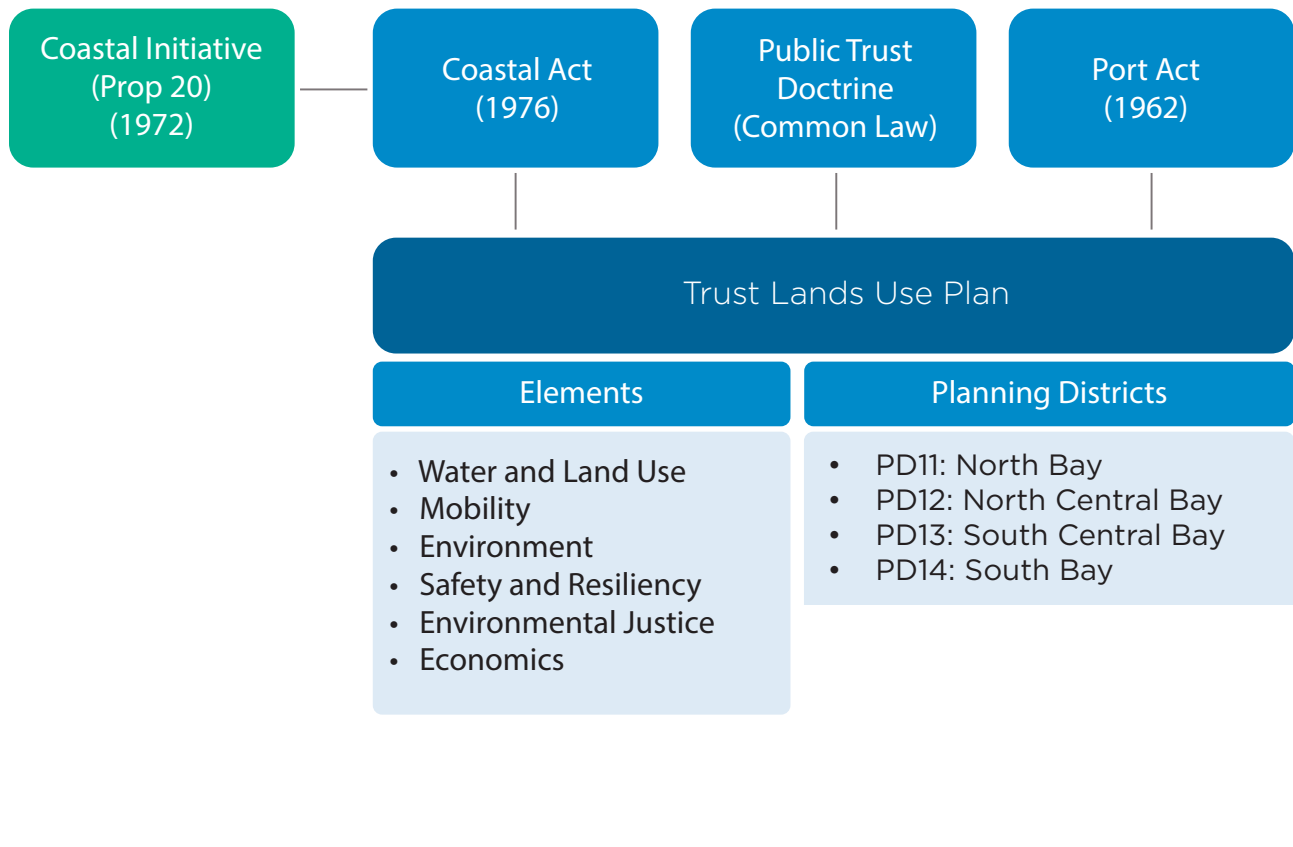 Coastal Initiative
(Prop 20)
(1972)
Coastal Act
(1976)
Public Trust
Doctrine
(Common Law)
Port Act
(1962)
Trust Lands Use Plan
Elements
• Water and Land Use
• Mobility
• Environment
• Safety and Resiliency
• Environmental Justice
• Economics
Planning Districts
• PD11: North Bay
• PD12: North Central Bay
• PD13: South Central Bay
• PD14: South Bay